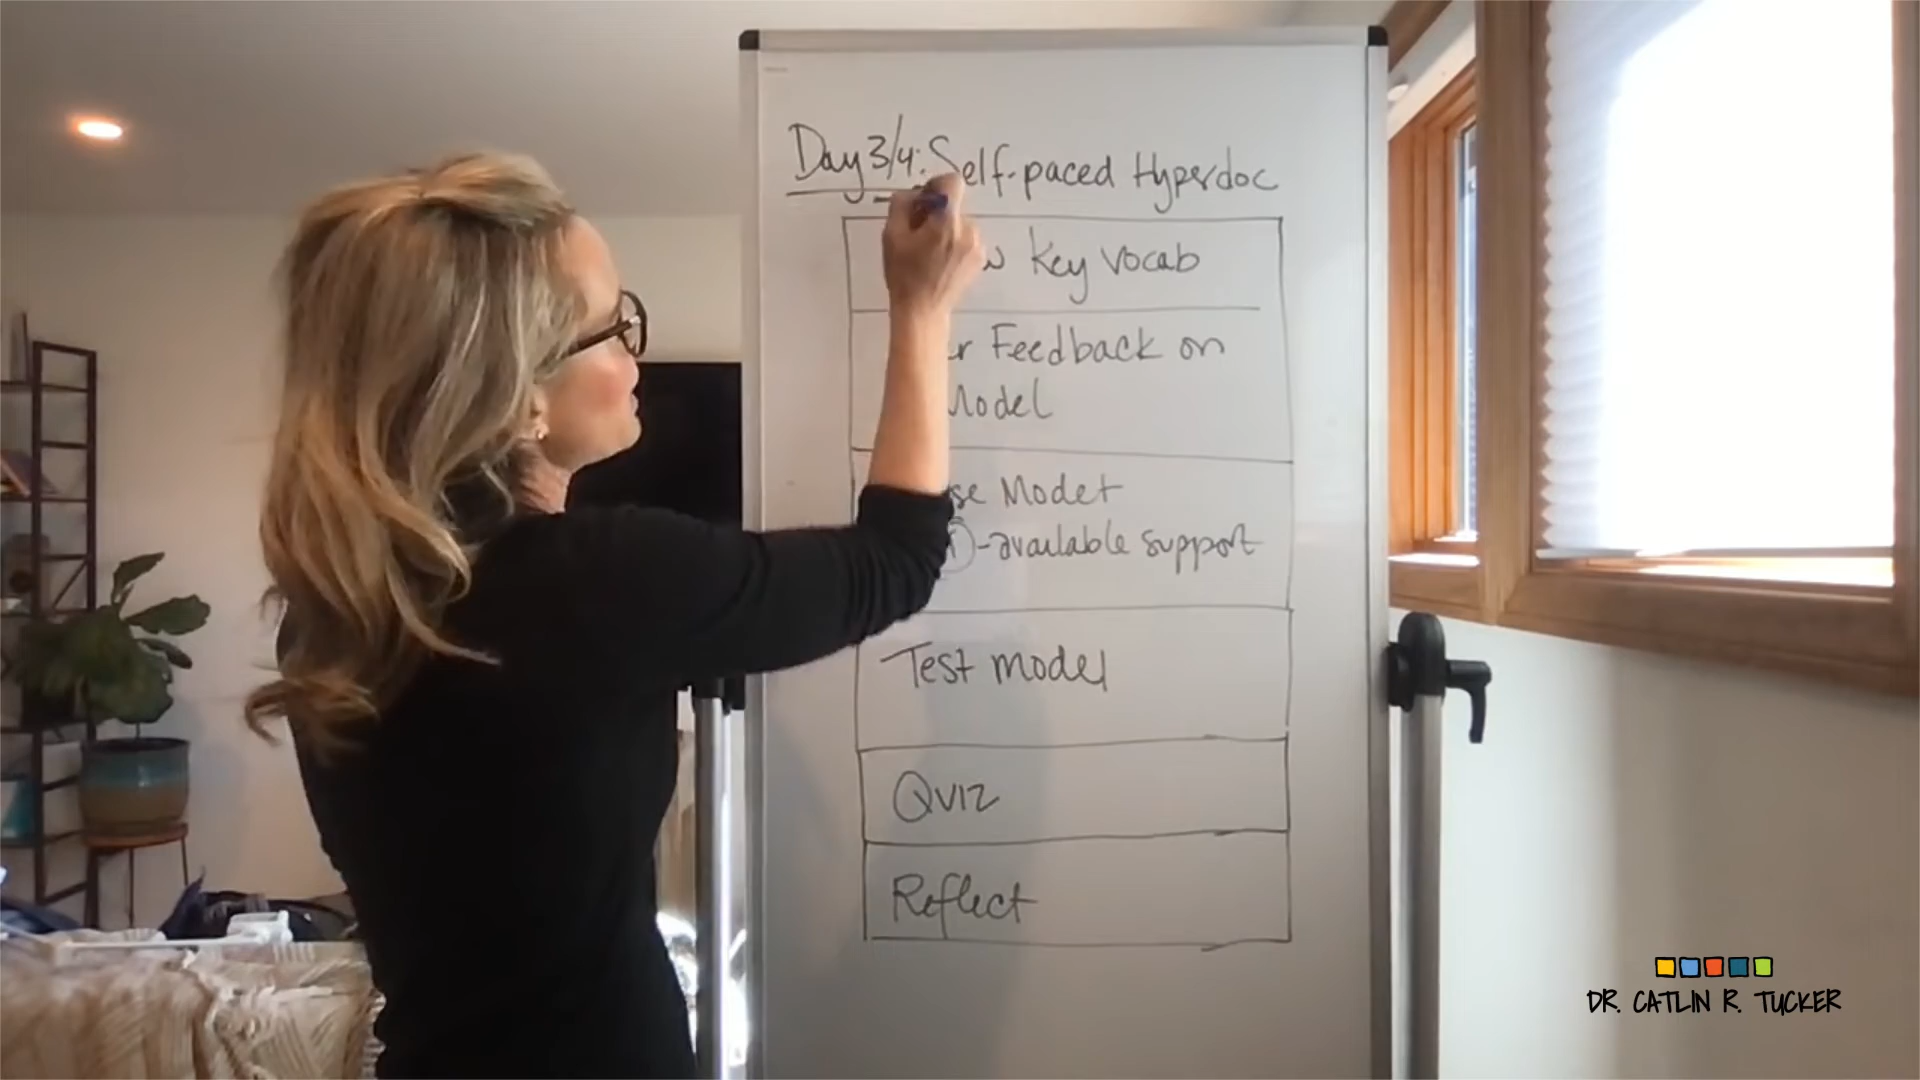 Day 3/4: Self-paced Hyperdoc
Key Vocab
Feedback on
Model
Model
-available support
Test model
Quiz
Reflect
DR. CATLIN R. TUCKER